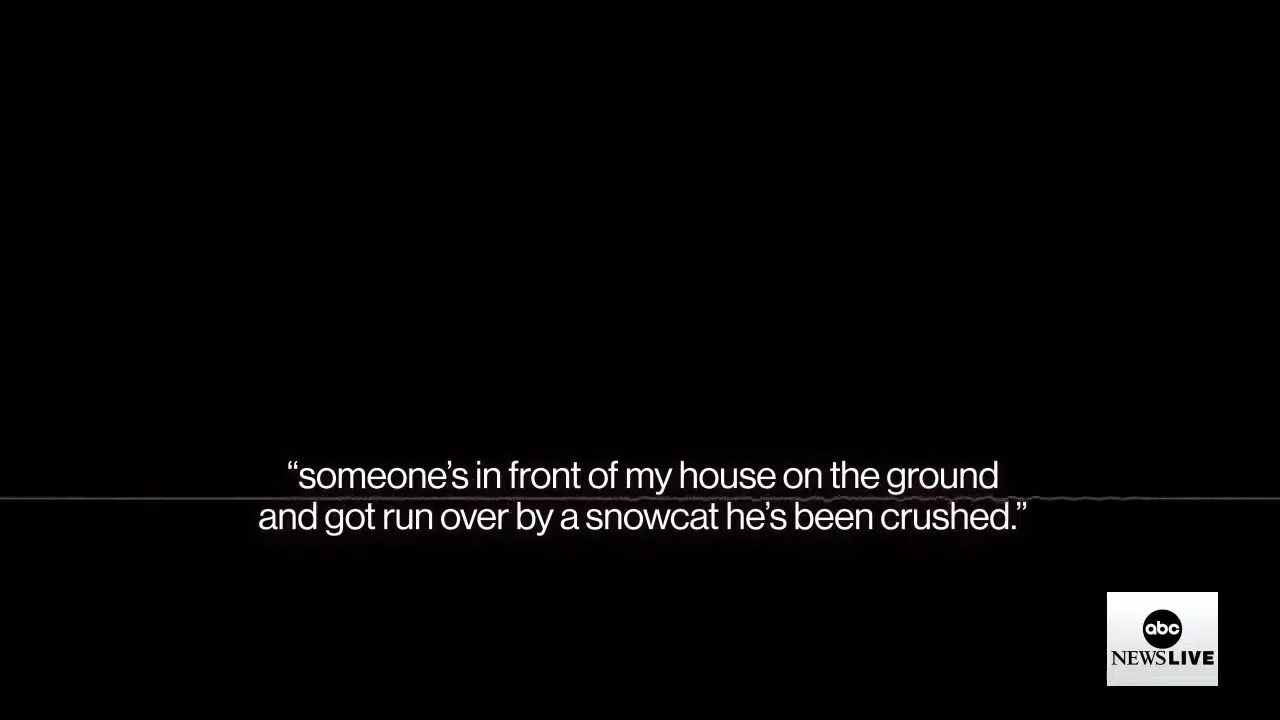 “someone’s in front of my house on the ground
and got run over by a snowcat he’s been crushed.”
abc
NEWSLIVE